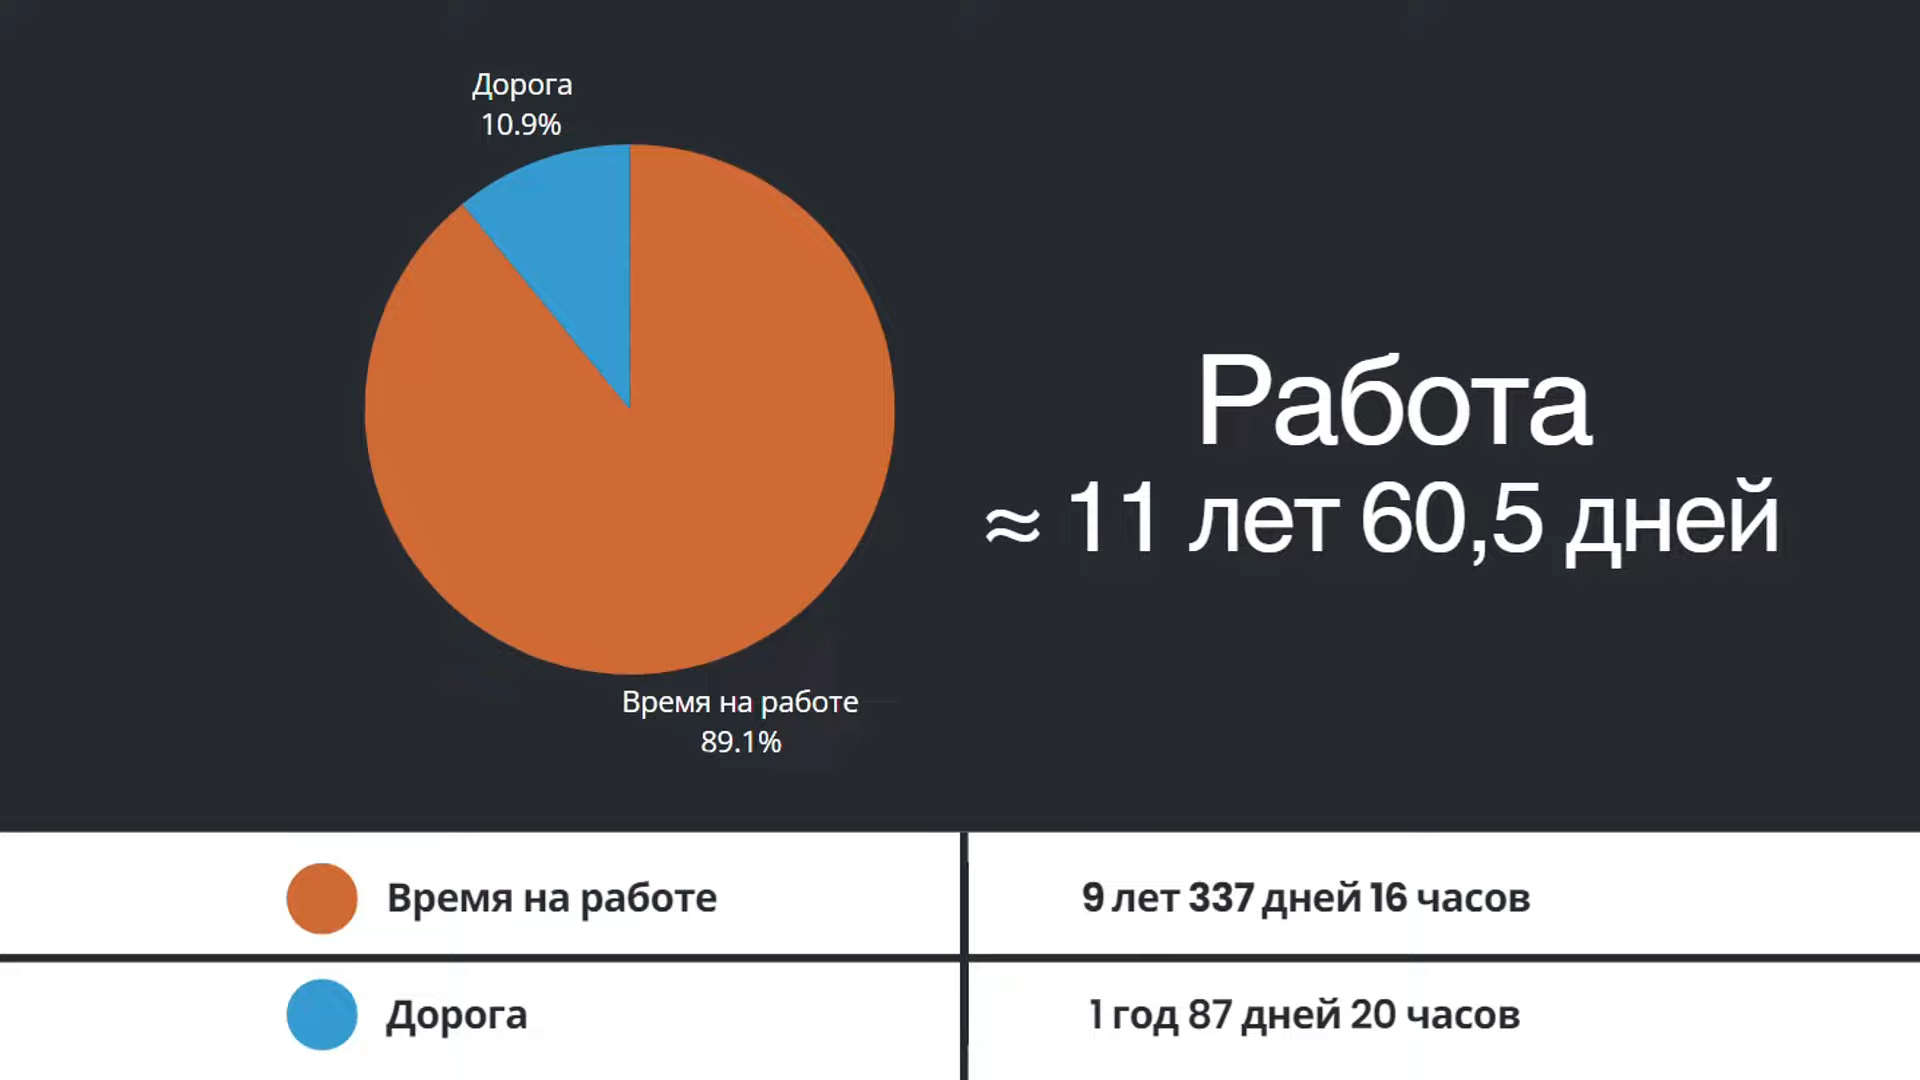 Дорога
10.9%
Работа
≈ 11 лет 60,5 дней
Время на работе
89.1%
Время на работе
9 лет 337 дней 16 часов
Дорога
1 год 87 дней 20 часов